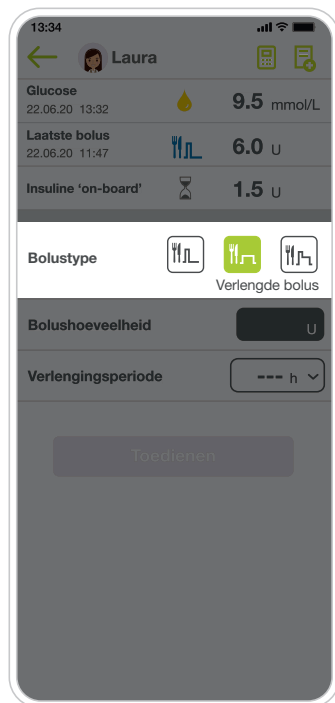 13:34
Laura
Glucose
22.06.20 13:32
9.5 mmol/L
Laatste bolus
22.06.20 11:47
6.0 U
Insuline ‘on-board’
1.5 U
Bolustype
Verlengde bolus
Bolushoeveelheid
U
Verlengingsperiode
--- h
Toedienen